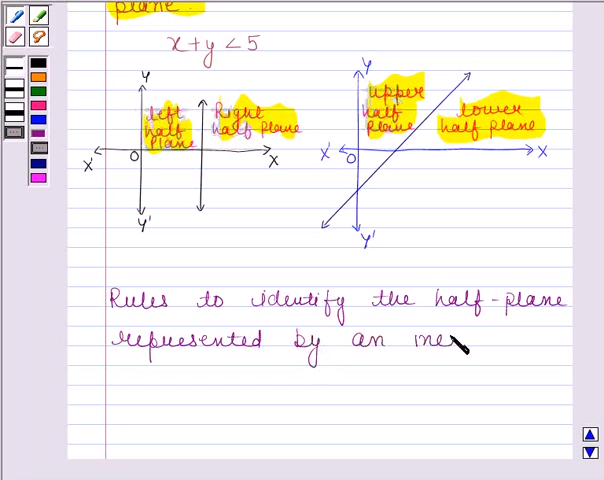 plane.
x+y < 5
Y
left
half
Plane
Right
half plane
X'
O
X
Y'
Y
upper
half
plane
lower
half plane
X'
O
X
Y'
Rules to identify the half-plane
represented by an ine